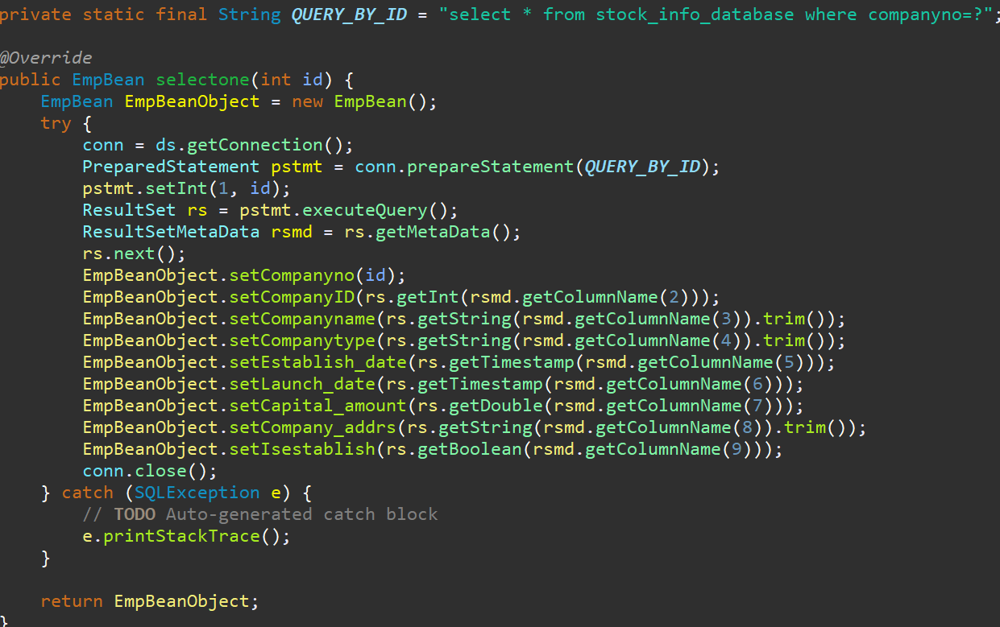 private static final String QUERY_BY_ID = "select * from stock_info_database where companyno=?";
@Override
public EmpBean selectone(int id) {
EmpBean EmpBeanObject = new EmpBean();
try {
conn = ds.getConnection();
PreparedStatement pstmt = conn.prepareStatement(QUERY_BY_ID);
pstmt.setInt(1, id);
ResultSet rs = pstmt.executeQuery();
ResultSetMetaData rsmd = rs.getMetaData();
rs.next();
EmpBeanObject.setCompanyno(id);
EmpBeanObject.setCompanyID(rs.getInt(rsmd.getColumnName(2)));
EmpBeanObject.setCompanyname(rs.getString(rsmd.getColumnName(3)).trim());
EmpBeanObject.setCompanytype(rs.getString(rsmd.getColumnName(4)).trim());
EmpBeanObject.setEstablish_date(rs.getTimestamp(rsmd.getColumnName(5)));
EmpBeanObject.setLaunch_date(rs.getTimestamp(rsmd.getColumnName(6)));
EmpBeanObject.setCapital_amount(rs.getDouble(rsmd.getColumnName(7)));
EmpBeanObject.setCompany_addrs(rs.getString(rsmd.getColumnName(8)).trim());
EmpBeanObject.setIsestablish(rs.getBoolean(rsmd.getColumnName(9)));
conn.close();
} catch (SQLException e) {
// TODO Auto-generated catch block
e.printStackTrace();
}
return EmpBeanObject;
}